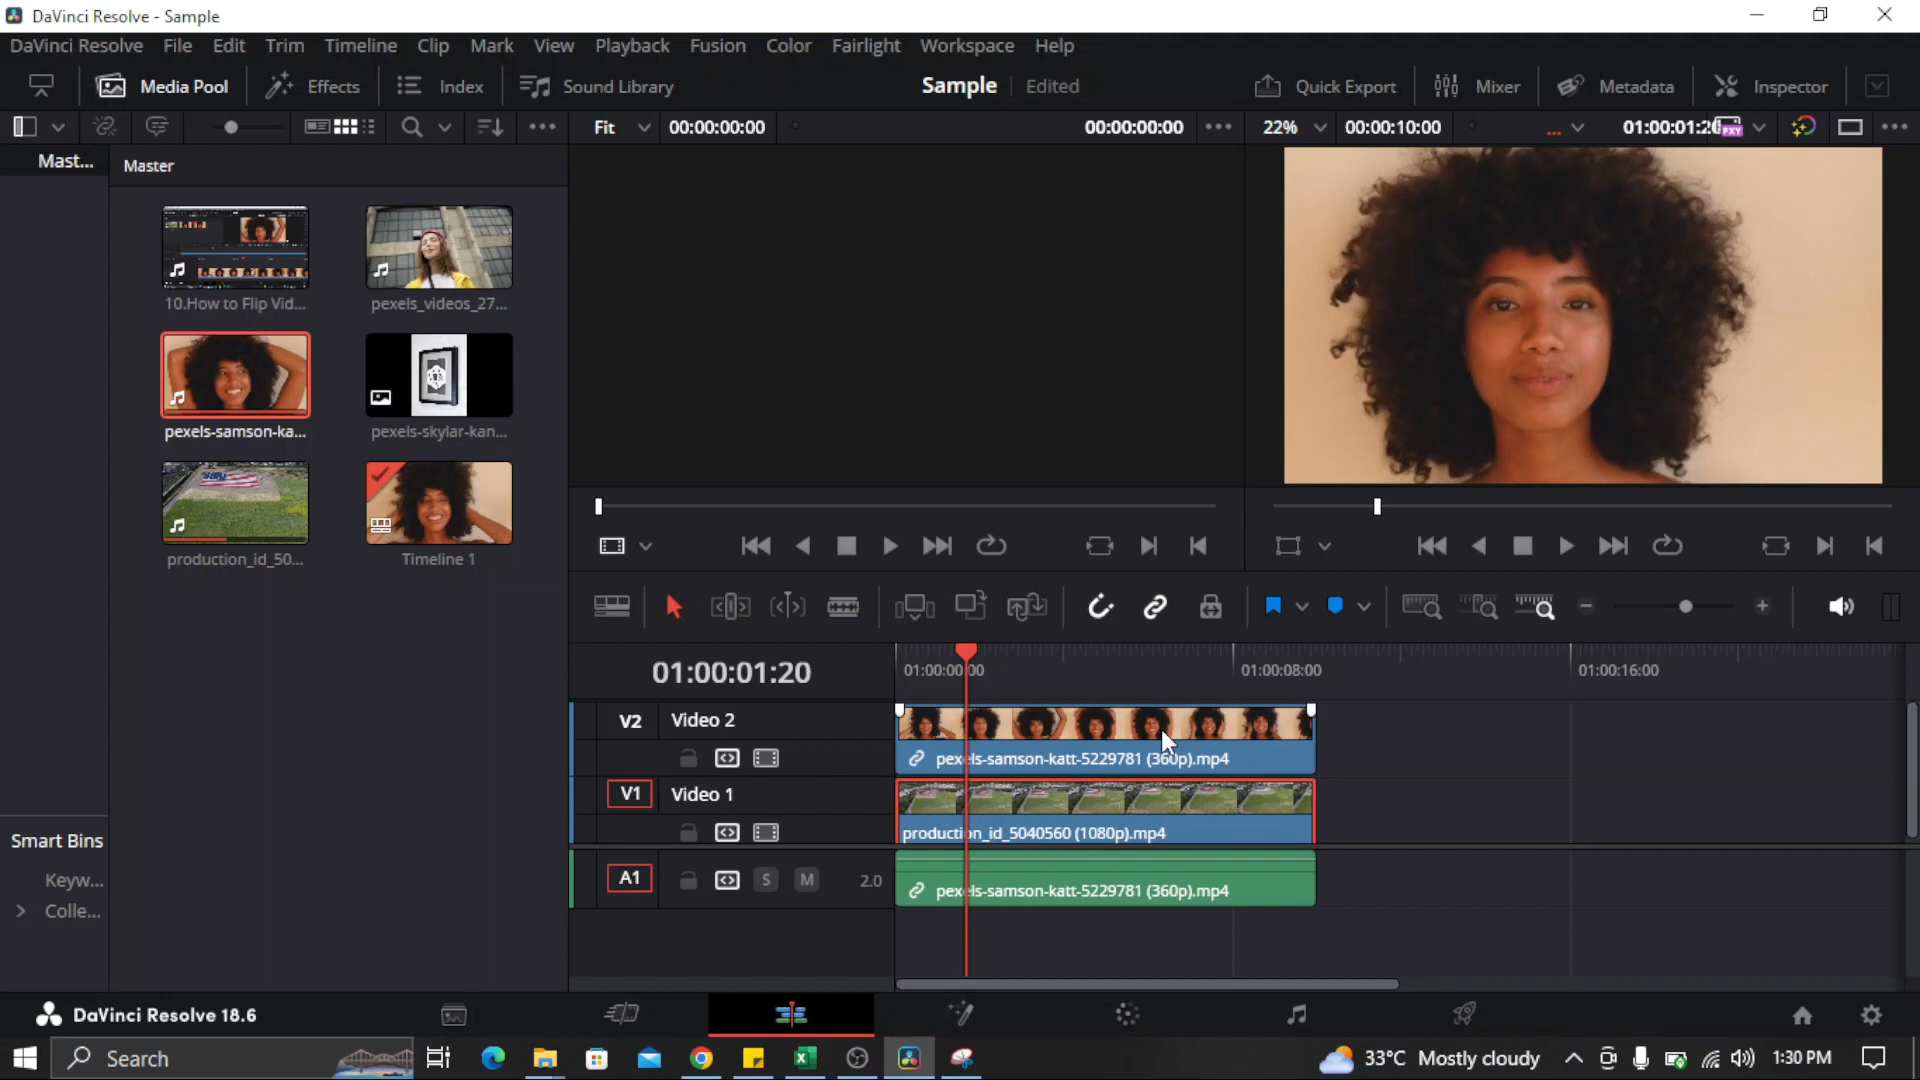 DaVinci Resolve - Sample
DaVinci Resolve File Edit Trim Timeline Clip Mark View Playback Fusion Color Fairlight Workspace Help
Media Pool Effects Index Sound Library Sample Edited Quick Export Mixer Metadata Inspector
Fit 00:00:00:00 00:00:00:00 22% 00:00:10:00 ... 01:00:01:20
Mast... Master
10.How to Flip Vid... pexels_videos_27...
pexels-samson-ka... pexels-skylar-kan...
production_id_50... Timeline 1
01:00:01:20 01:00:00:00 01:00:08:00 01:00:16:00
V2 Video 2
pexels-samson-katt-5229781 (360p).mp4
V1 Video 1
production_id_5040560 (1080p).mp4
A1 S M 2.0 pexels-samson-katt-5229781 (360p).mp4
Smart Bins
Keyw...
Colle...
DaVinci Resolve 18.6
Search 33°C Mostly cloudy 1:30 PM